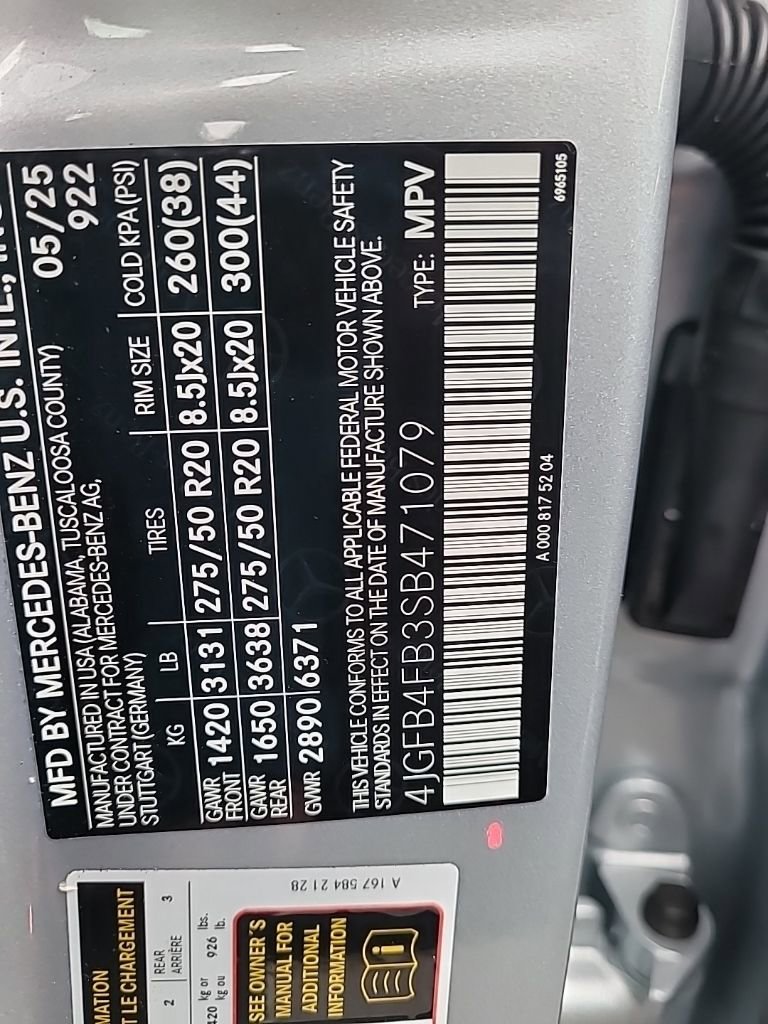 MFD BY MERCEDES-BENZ U.S. INTL.,
05/25
MANUFACTURED IN USA (ALABAMA, TUSCALOOSA COUNTY)
922
UNDER CONTRACT FOR MERCEDES-BENZ AG,
STUTTGART (GERMANY)
KG LB TIRES RIM SIZE COLD KPA (PSI)
GAWR FRONT 1420 3131 275/50 R20 8.5Jx20 260(38)
GAWR REAR 1650 3638 275/50 R20 8.5Jx20 300(44)
GWR 2890 6371
THIS VEHICLE CONFORMS TO ALL APPLICABLE FEDERAL MOTOR VEHICLE SAFETY
STANDARDS IN EFFECT ON THE DATE OF MANUFACTURE SHOWN ABOVE.
4JGFB4FB3SB471079 TYPE: MPV
A 000 817 52 04
6965105
MATION
T LE CHARGEMENT
2 REAR 3
ARRIÈRE
kg or lbs.
420 kg ou 926 lb.
SEE OWNER'S
MANUAL FOR
ADDITIONAL
INFORMATION
A 167 584 21 28